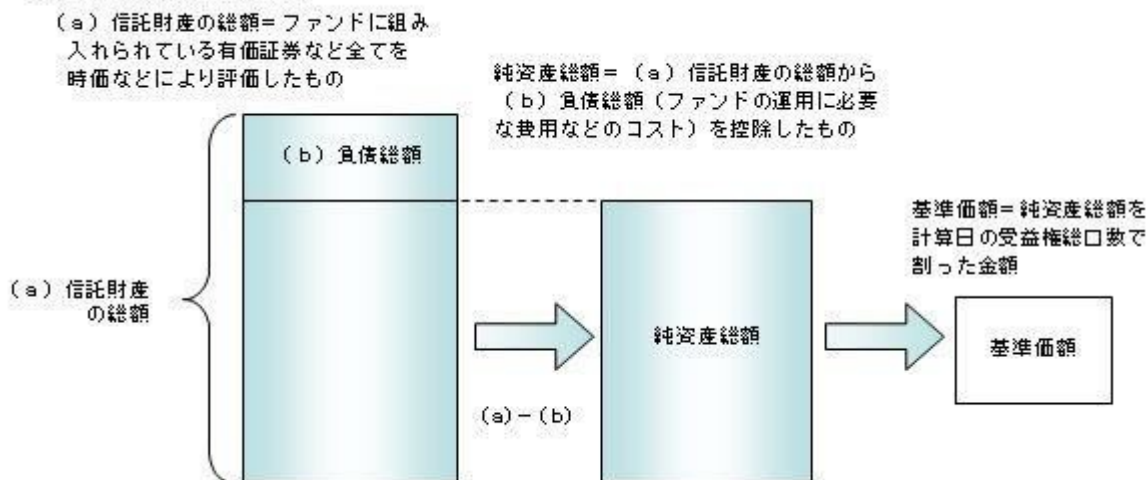 (a) 信託財産の総額=ファンドに組み
入れられている有価証券など全てを
時価などにより評価したもの
純資産総額= (a) 信託財産の総額から
(b) 負債総額(ファンドの運用に必要
な費用などのコスト)を控除したもの
(b) 負債総額
基準価額=純資産総額を
計算日の受益権総口数で
割った金額
(a) 信託財産
の総額
純資産総額
基準価額
(a)-(b)